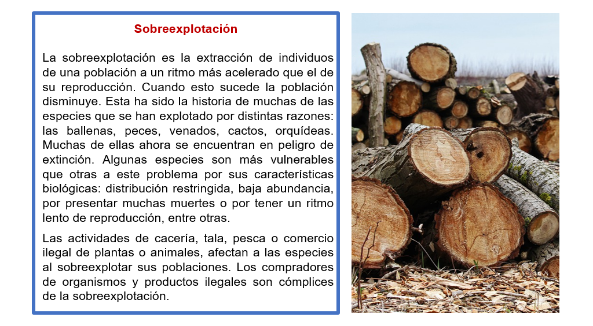 Sobreexplotación
La sobreexplotación es la extracción de individuos
de una población a un ritmo más acelerado que el de
su reproducción. Cuando esto sucede la población
disminuye. Esta ha sido la historia de muchas de las
especies que se han explotado por distintas razones:
las ballenas, peces, venados, cactos, orquídeas.
Muchas de ellas ahora se encuentran en peligro de
extinción. Algunas especies son más vulnerables
que otras a este problema por sus características
biológicas: distribución restringida, baja abundancia,
por presentar muchas muertes o por tener un ritmo
lento de reproducción, entre otras.
Las actividades de cacería, tala, pesca o comercio
ilegal de plantas o animales, afectan a las especies
al sobreexplotar sus poblaciones. Los compradores
de organismos y productos ilegales son cómplices
de la sobreexplotación.